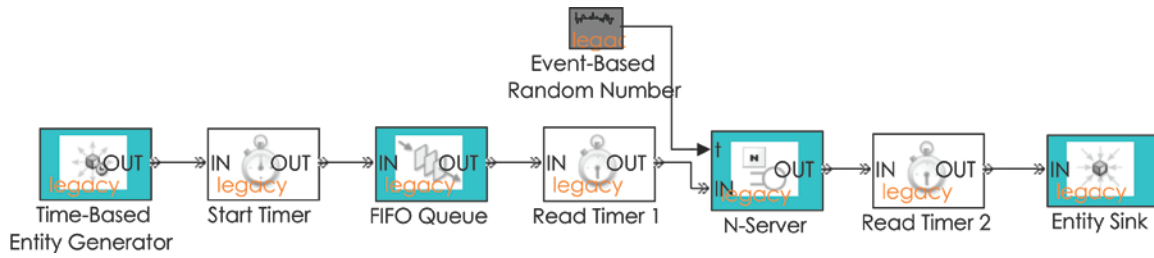 legac
Event-Based
Random Number
OUT
legacy
Time-Based
Entity Generator
IN OUT
legacy
Start Timer
IN OUT
legacy
FIFO Queue
IN OUT
legacy
Read Timer 1
t
N
IN OUT
legacy
N-Server
IN OUT
legacy
Read Timer 2
IN
legacy
Entity Sink